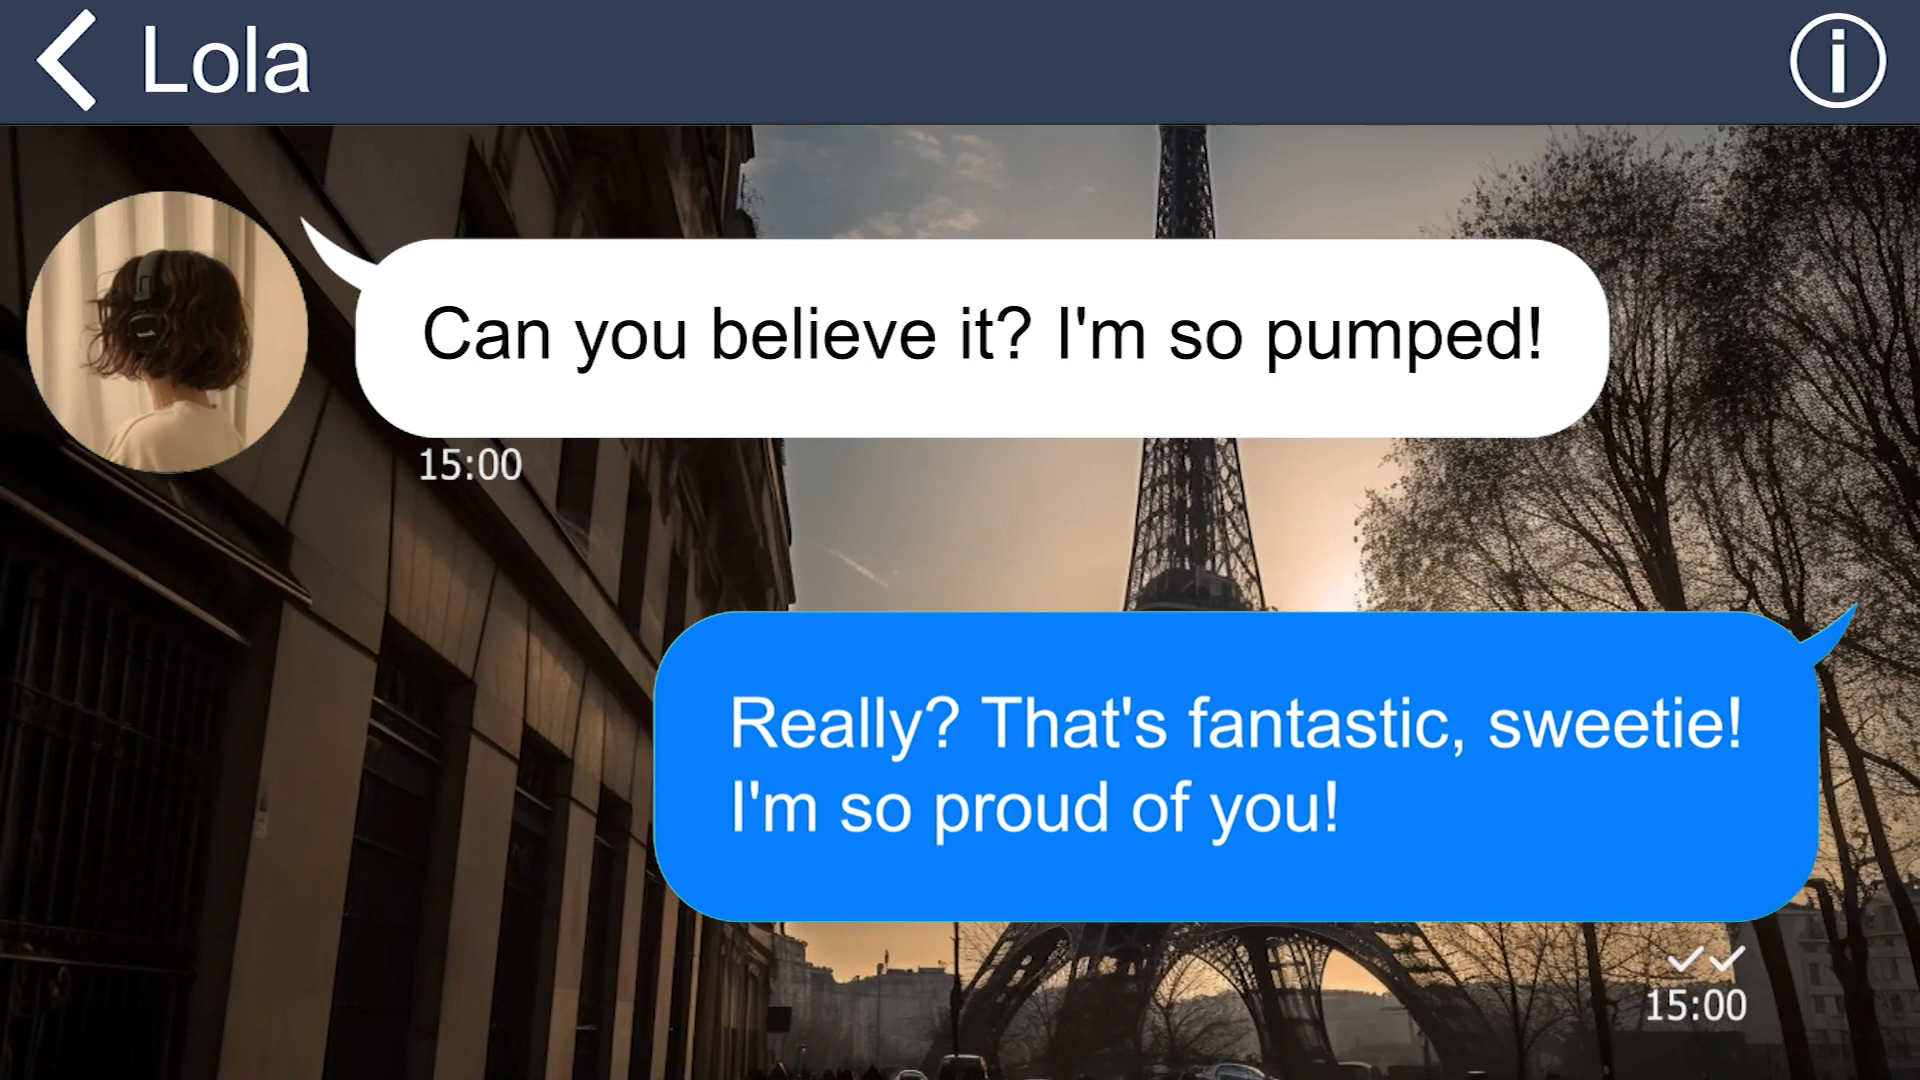 Lola
Can you believe it? I'm so pumped!
15:00
Really? That's fantastic, sweetie!
I'm so proud of you!
15:00